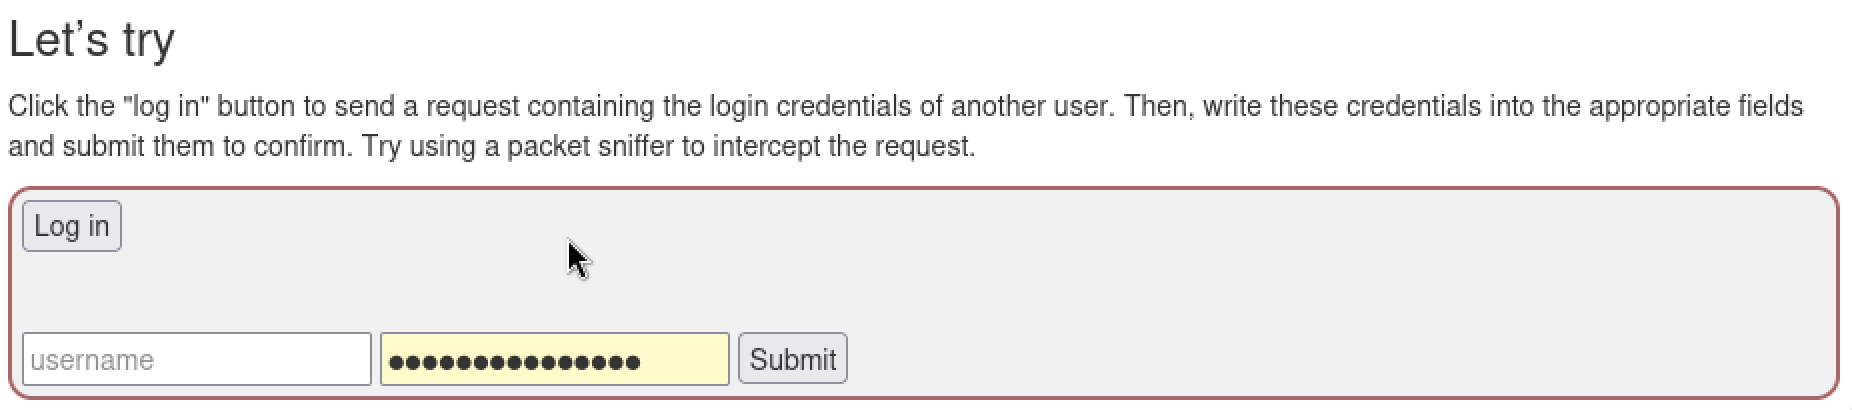 Let’s try
Click the "log in" button to send a request containing the login credentials of another user. Then, write these credentials into the appropriate fields
and submit them to confirm. Try using a packet sniffer to intercept the request.
Log in
username ●●●●●●●●●●●●●●● Submit